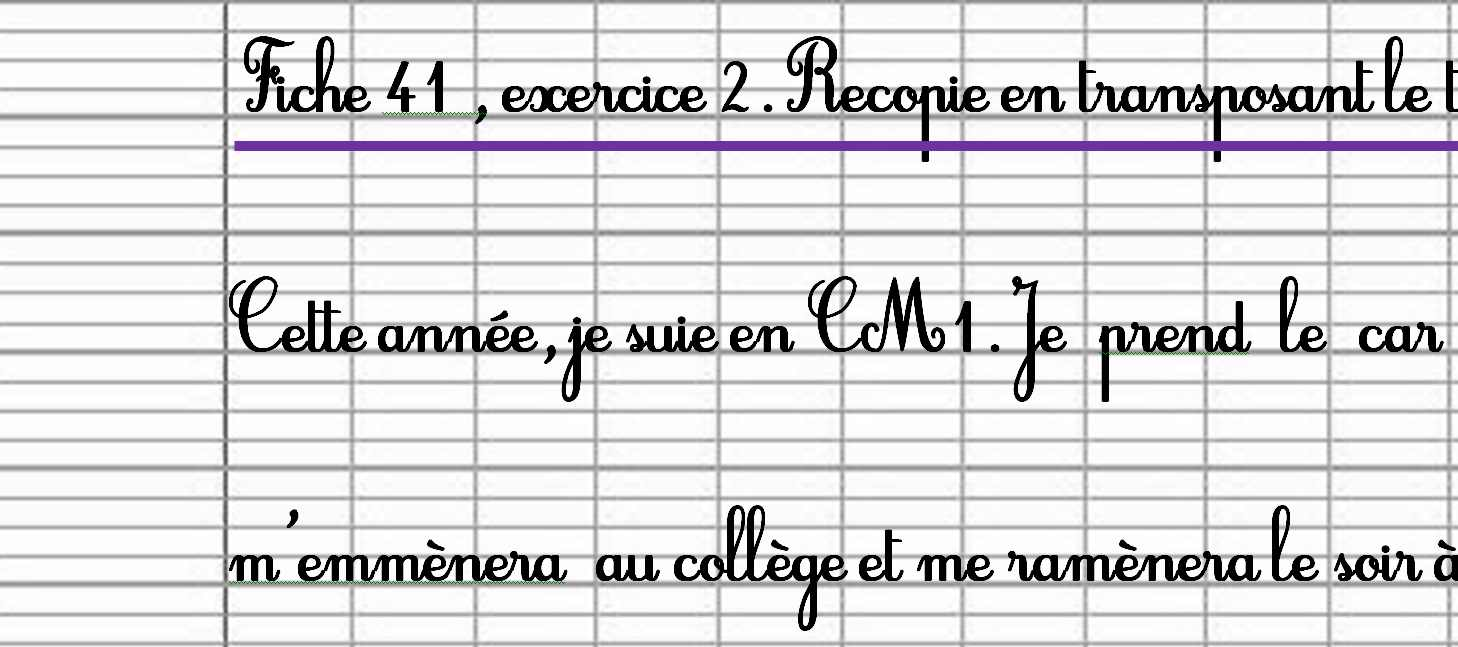 Fiche 41, exercice 2. Recopie en transposant le t
Cette année, je suie en CM1. Je prend le car
m'emmènera au collège et me ramènera le soir à